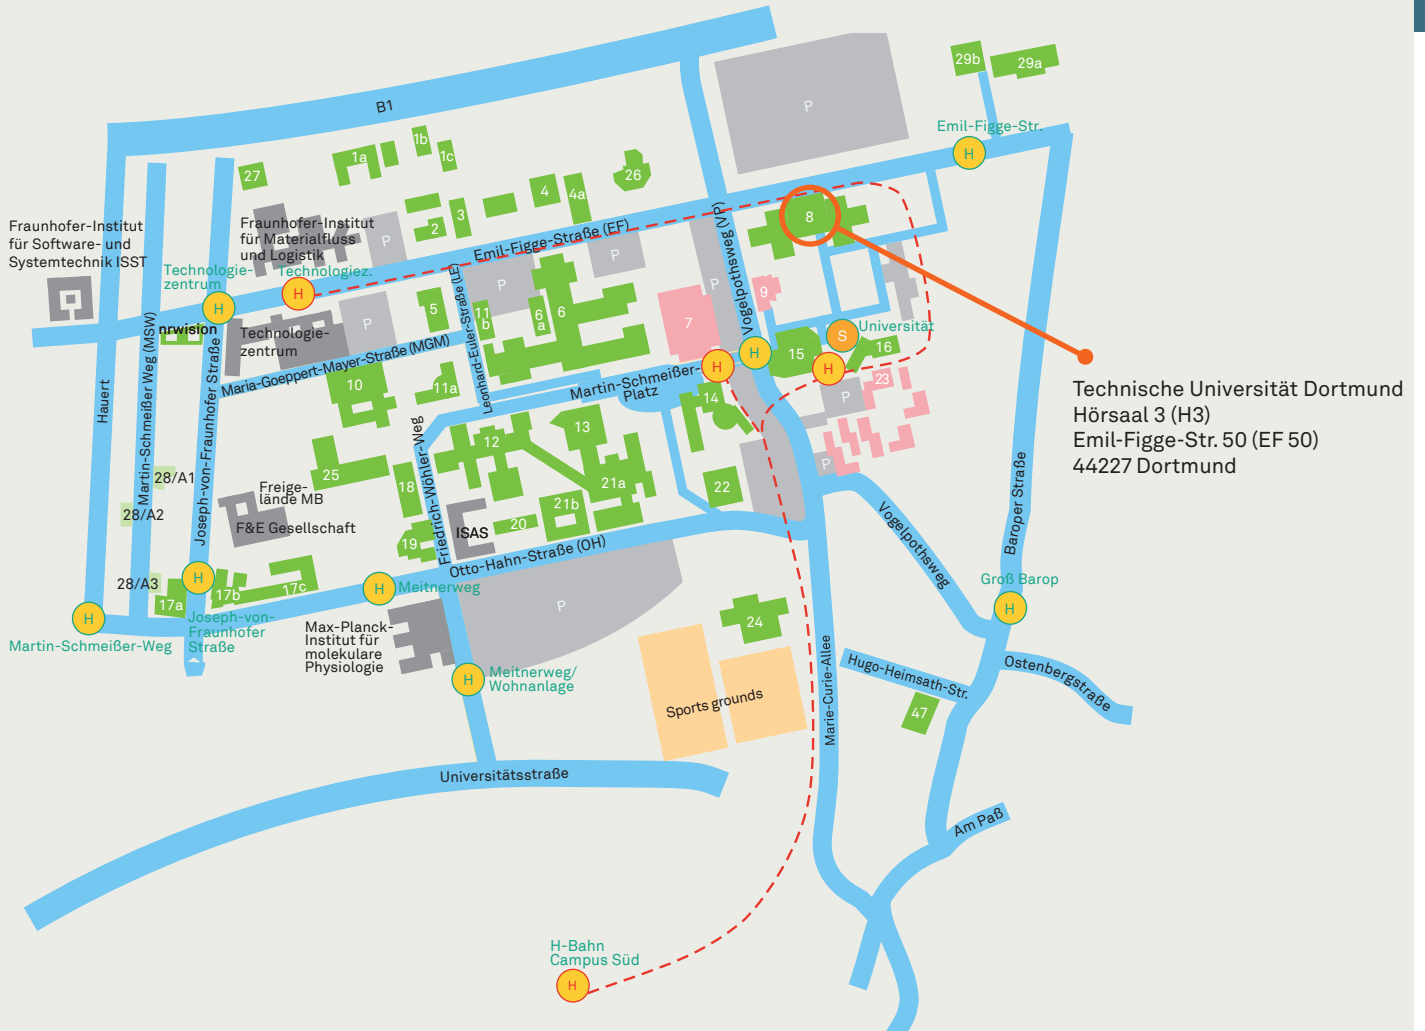 B1
29b
29a
P
Emil-Figge-Str.
H
1b
1a
1c
27
26
4
4a
3
2
8
Fraunhofer-Institut
für Software- und
Systemtechnik ISST
Fraunhofer-Institut
für Materialfluss
und Logistik
P
Emil-Figge-Straße (EF)
P
P
P
Vogelpothsweg (VP)
Technologie-
zentrum
H
Technologiez.
H
Leonhard-Euler-Straße (LE)
9
7
5
11
b
6
a
6
P
nrwision
Technologie-
zentrum
Universität
S
H
15
16
H
H
Technische Universität Dortmund
Hörsaal 3 (H3)
Emil-Figge-Str. 50 (EF 50)
44227 Dortmund
Maria-Goeppert-Mayer-Straße (MGM)
10
11a
Martin-Schmeißer-
Platz
14
23
P
Hauert
Martin-Schmeißer Weg (MSW)
Joseph-von-Fraunhofer Straße
Friedrich-Wöhler-Weg
12
13
25
18
21a
22
P
28/A1
28/A2
28/A3
Freige-
lände MB
F&E Gesellschaft
ISAS
20
21b
19
Otto-Hahn-Straße (OH)
Vogelpothsweg
Baroper Straße
17a
H
17b
17c
H
Meitnerweg
P
Groß Barop
H
H
Martin-Schmeißer-Weg
Joseph-von-
Fraunhofer
Straße
Max-Planck-
Institut für
molekulare
Physiologie
24
Marie-Curie-Allee
H
Meitnerweg/
Wohnanlage
Sports grounds
Hugo-Heimsath-Str.
Ostenbergstraße
47
Universitätsstraße
Am Paß
H-Bahn
Campus Süd
H